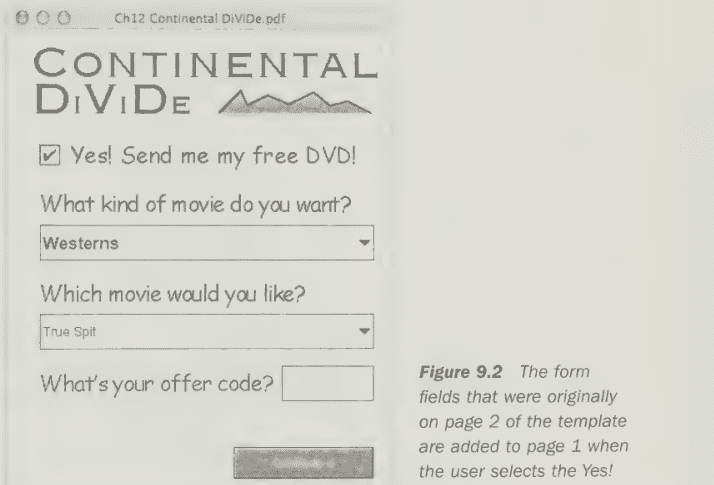 Ch12 Continental DiViDe.pdf
CONTINENTAL
DiViDe
✔ Yes! Send me my free DVD!
What kind of movie do you want?
Westerns
Which movie would you like?
True Spit
What's your offer code?
Figure 9.2 The form
fields that were originally
on page 2 of the template
are added to page 1 when
the user selects the Yes!